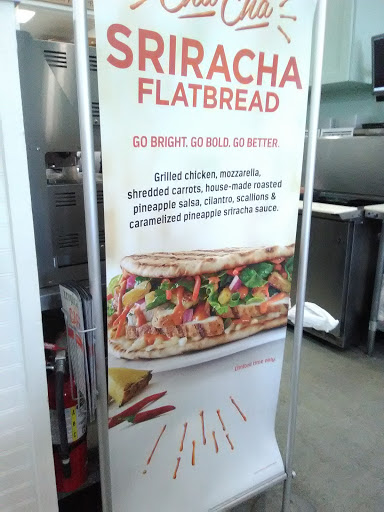 Cha Cha
SRIRACHA
FLATBREAD
GO BRIGHT. GO BOLD. GO BETTER.
Grilled chicken, mozzarella,
shredded carrots, house-made roasted
pineapple salsa, cilantro, scallions &
caramelized pineapple sriracha sauce.